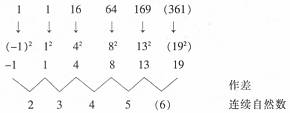 1 1 16 64 169 (361)
(-1)² 1² 4² 8² 13² (19²)
-1 1 4 8 13 19
作差
2 3 4 5 (6) 连续自然数